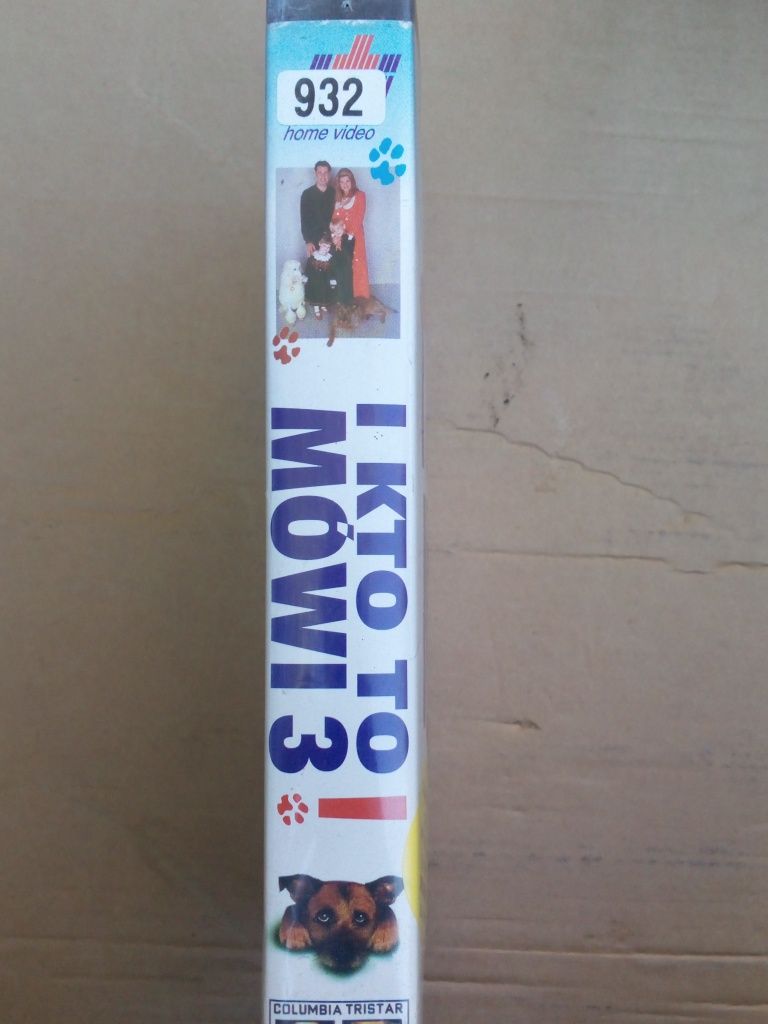 932
home video
I KTO TO
MÓWI 3!
COLUMBIA TRISTAR